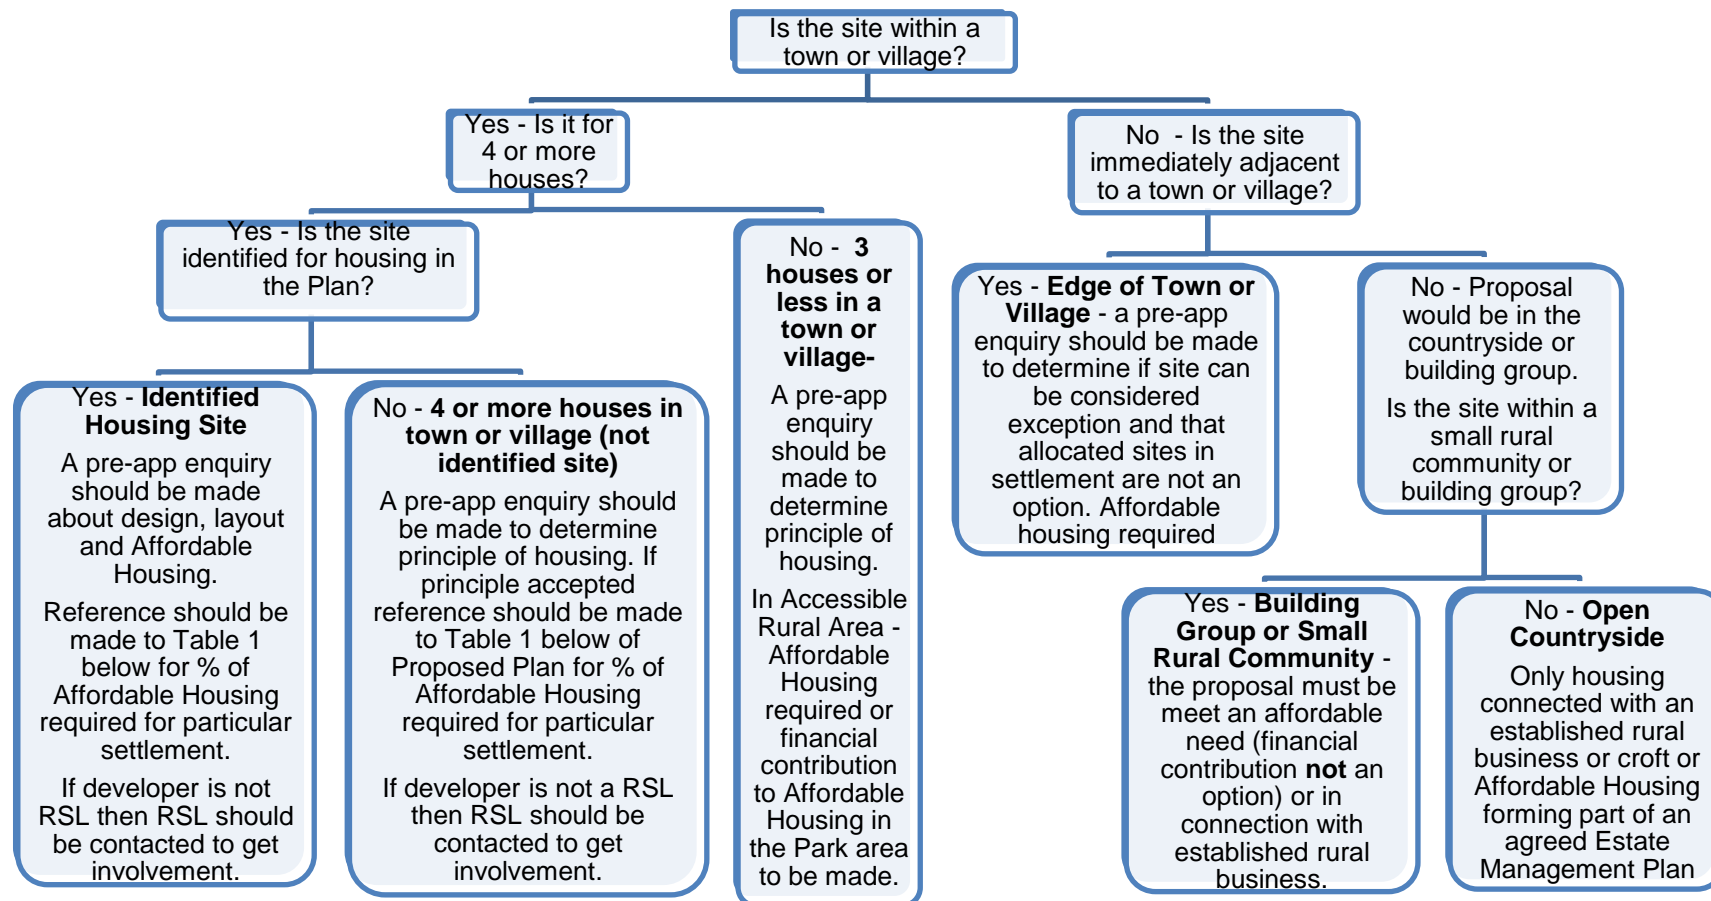 Is the site within a
town or village?
Yes - Is it for
4 or more
houses?
No - Is the site
immediately adjacent
to a town or village?
Yes - Is the site
identified for housing in
the Plan?
No - 3
houses or
less in a
town or
village-
A pre-app
enquiry
should be
made to
determine
principle of
housing.
In Accessible
Rural Area -
Affordable
Housing
required or
financial
contribution
to Affordable
Housing in
the Park area
to be made.
Yes - Edge of Town or
Village - a pre-app
enquiry should be made
to determine if site can
be considered
exception and that
allocated sites in
settlement are not an
option. Affordable
housing required
No - Proposal
would be in the
countryside or
building group.
Is the site within a
small rural
community or
building group?
Yes - Identified
Housing Site
A pre-app enquiry
should be made
about design, layout
and Affordable
Housing.
Reference should be
made to Table 1
below for % of
Affordable Housing
required for particular
settlement.
If developer is not
RSL then RSL should
be contacted to get
involvement.
No - 4 or more houses in
town or village (not
identified site)
A pre-app enquiry should
be made to determine
principle of housing. If
principle accepted
reference should be made
to Table 1 below of
Proposed Plan for % of
Affordable Housing
required for particular
settlement.
If developer is not a RSL
then RSL should be
contacted to get
involvement.
Yes - Building
Group or Small
Rural Community -
the proposal must be
meet an affordable
need (financial
contribution not an
option) or in
connection with
established rural
business.
No - Open
Countryside
Only housing
connected with an
established rural
business or croft or
Affordable Housing
forming part of an
agreed Estate
Management Plan